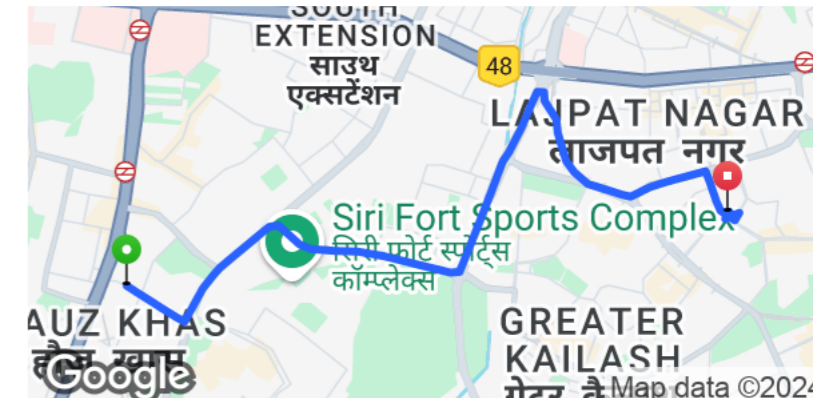 SOUTH
EXTENSION
साउथ
एक्सटेंशन
48
LAJPAT NAGAR
लाजपत नगर
Siri Fort Sports Complex
सिरी फोर्ट स्पोर्ट्स
कॉम्प्लेक्स
AUZ KHAS
हौज़ खास
GREATER
KAILASH
ग्रेटर
Google
Map data ©2024